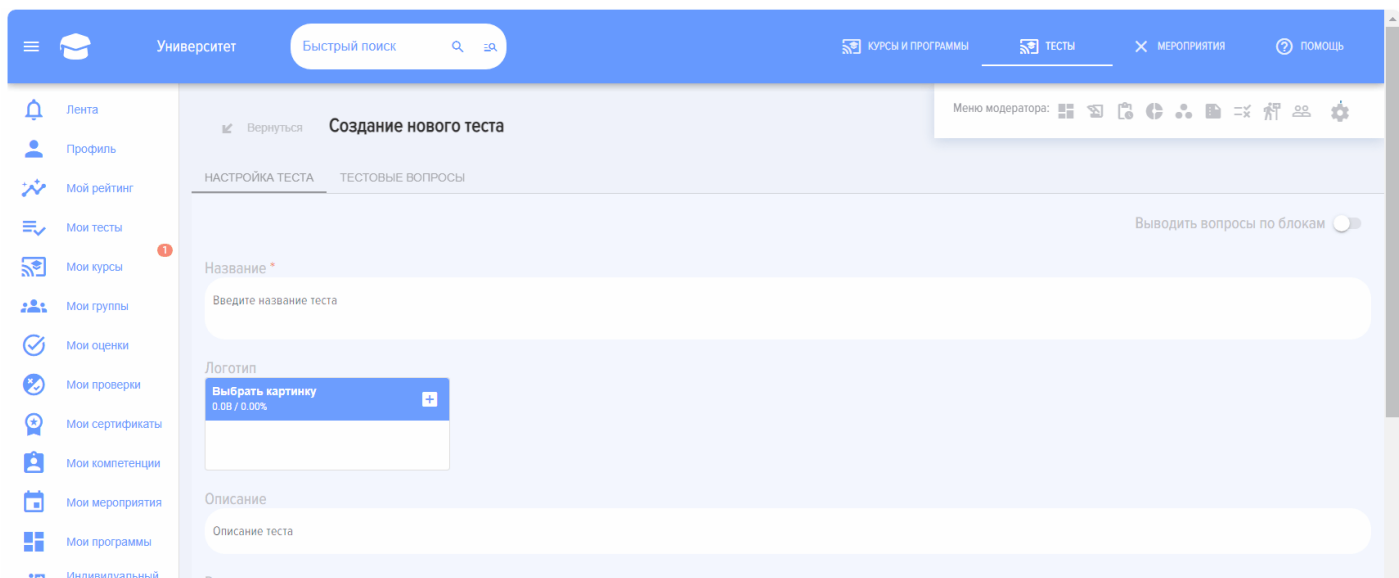 Университет
Быстрый поиск
КУРСЫ И ПРОГРАММЫ
ТЕСТЫ
МЕРОПРИЯТИЯ
ПОМОЩЬ
Меню модератора:
Лента
Профиль
Мой рейтинг
Мои тесты
1
Мои курсы
Мои группы
Мои оценки
Мои проверки
Мои сертификаты
Мои компетенции
Мои мероприятия
Мои программы
Индивидуальный
Вернуться
Создание нового теста
НАСТРОЙКА ТЕСТА
ТЕСТОВЫЕ ВОПРОСЫ
Выводить вопросы по блокам
Название *
Введите название теста
Логотип
Выбрать картинку
0.0B / 0.00%
Описание
Описание теста